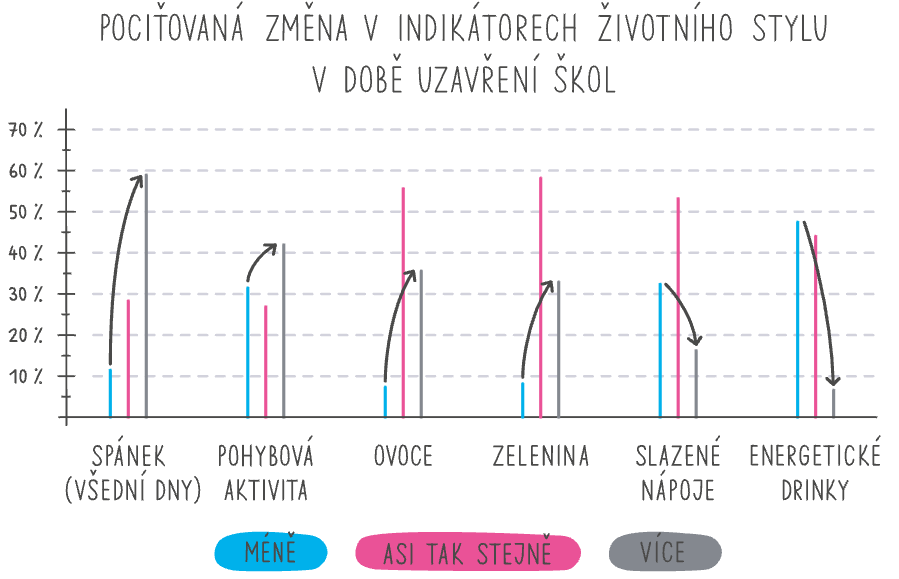 POCIŤOVANÁ ZMĚNA V INDIKÁTORECH ŽIVOTNÍHO STYLU
V DOBĚ UZAVŘENÍ ŠKOL
70 %
60 %
50 %
40 %
30 %
20 %
10 %
SPÁNEK
(VŠEDNÍ DNY)
POHYBOVÁ
AKTIVITA
OVOCE
ZELENINA
SLAZENÉ
NÁPOJE
ENERGETICKÉ
DRINKY
MÉNĚ
ASI TAK STEJNĚ
VÍCE